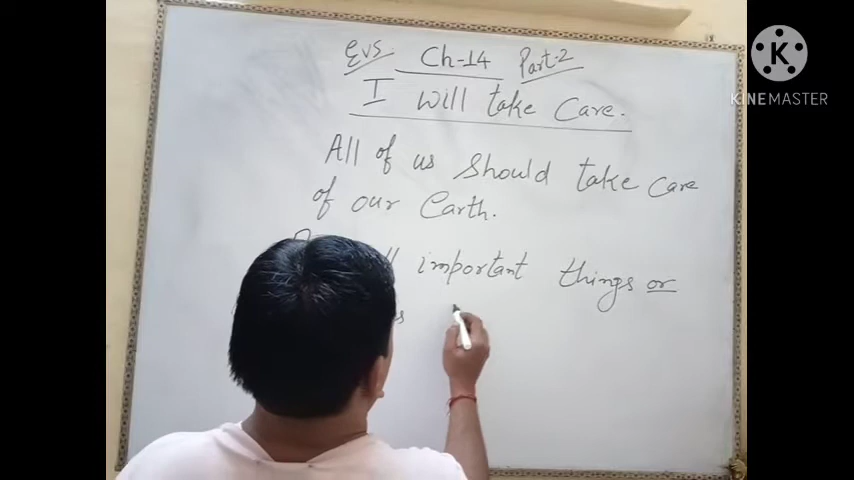 Evs. Ch-14 Part-2
I will take care.
All of us should take care
of our Earth.
important things or
K
KINEMASTER